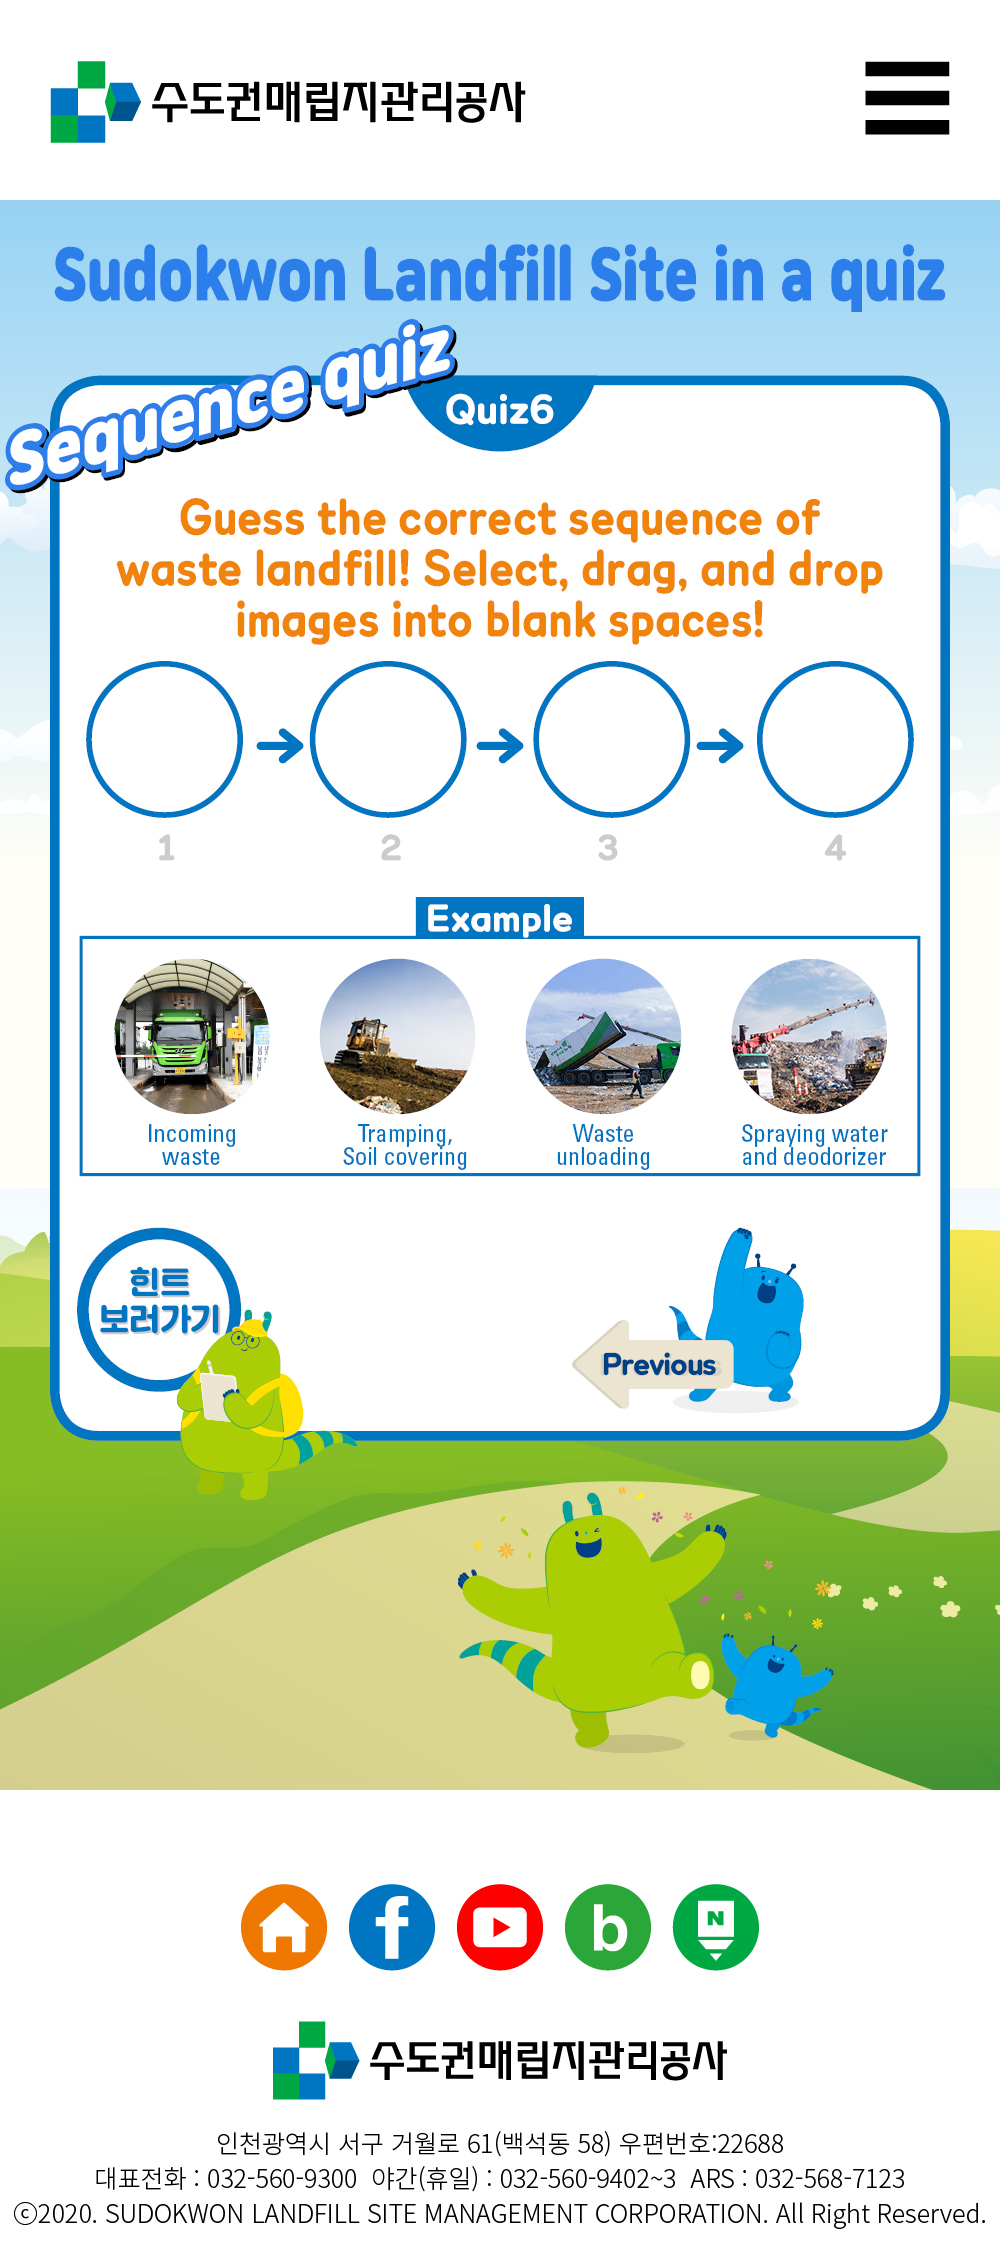 수도권매립지관리공사
Sudokwon Landfill Site in a quiz
Sequence quiz
Quiz6
Guess the correct sequence of
waste landfill! Select, drag, and drop
images into blank spaces!
1 2 3 4
Example
Incoming
waste
Tramping,
Soil covering
Waste
unloading
Spraying water
and deodorizer
힌트
보러가기
Previous
수도권매립지관리공사
인천광역시 서구 거월로 61(백석동 58) 우편번호:22688
대표전화 : 032-560-9300 야간(휴일) : 032-560-9402~3 ARS : 032-568-7123
ⓒ2020. SUDOKWON LANDFILL SITE MANAGEMENT CORPORATION. All Right Reserved.